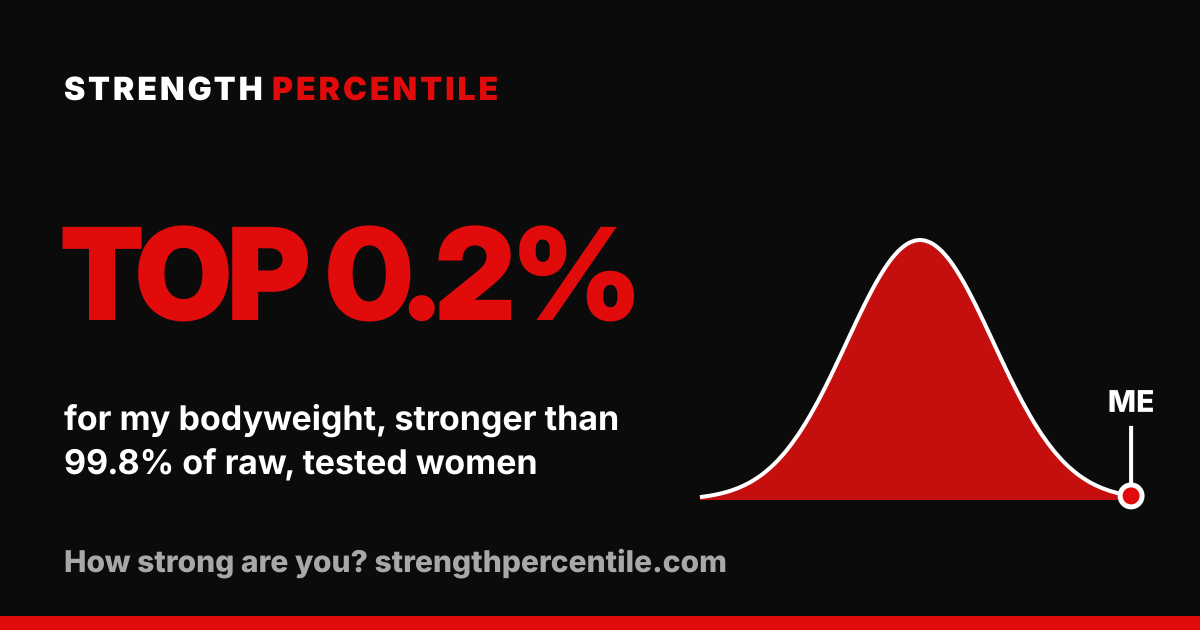 STRENGTH PERCENTILE
TOP 0.2%
for my bodyweight, stronger than
99.8% of raw, tested women
ME
How strong are you? strengthpercentile.com